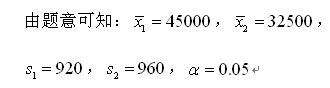 由题意可知：x̄₁ = 45000， x̄₂ = 32500，
s₁ = 920， s₂ = 960， α = 0.05↵